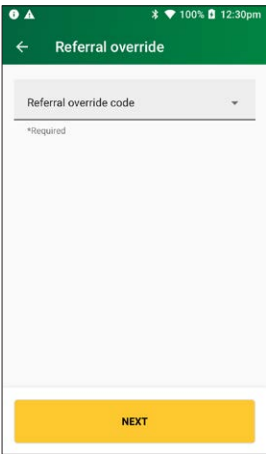 100% 12:30pm
Referral override
Referral override code
*Required
NEXT